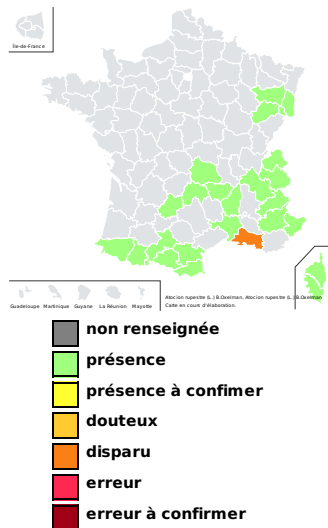 Île-de-France
Guadeloupe Martinique Guyane La Réunion Mayotte
Atocion rupestre (L.) B.Oxelman, Atocion rupestre (L.) B.Oxelman
Carte en cours d'élaboration.
non renseignée
présence
présence à confimer
douteux
disparu
erreur
erreur à confirmer